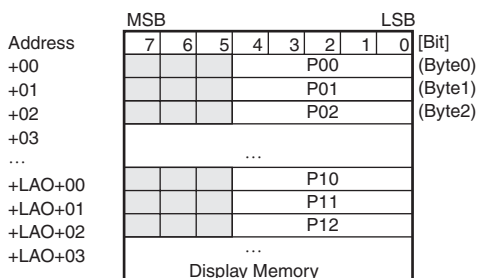 MSB LSB
Address 7 6 5 4 3 2 1 0 [Bit]
+00 P00 (Byte0)
+01 P01 (Byte1)
+02 P02 (Byte2)
+03
… …
+LAO+00 P10
+LAO+01 P11
+LAO+02 P12
+LAO+03 …
Display Memory